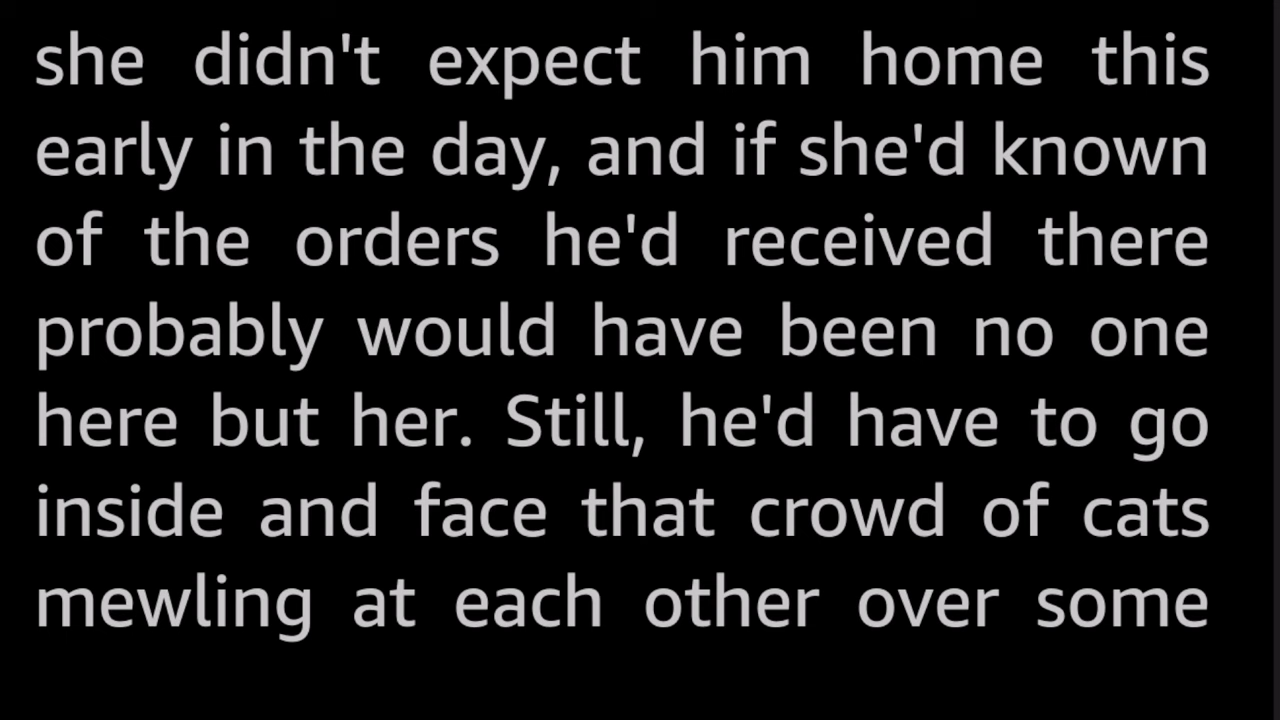 she didn't expect him home this
early in the day, and if she'd known
of the orders he'd received there
probably would have been no one
here but her. Still, he'd have to go
inside and face that crowd of cats
mewling at each other over some